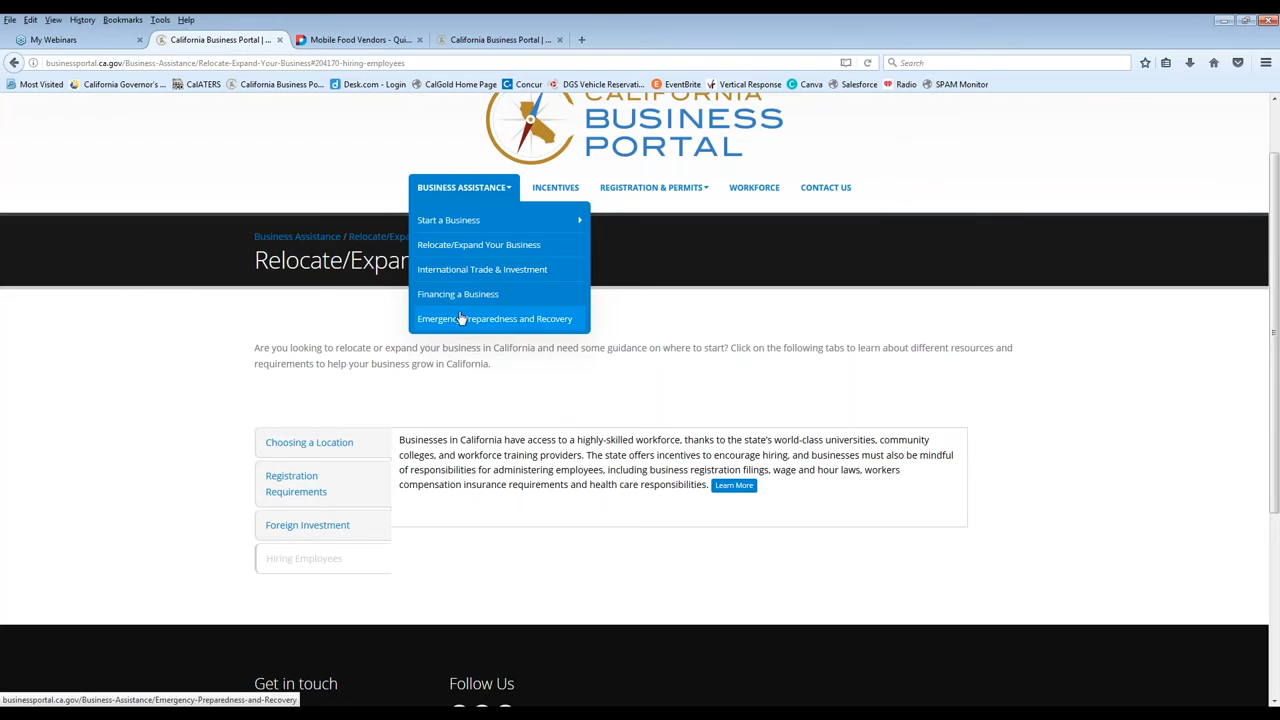 File Edit View History Bookmarks Tools Help
My Webinars California Business Portal |... Mobile Food Vendors - Qui... California Business Portal |...
businessportal.ca.gov/Business-Assistance/Relocate-Expand-Your-Business#204170-hiring-employees Search
Most Visited California Governor's ... CalATERS California Business Po... Desk.com - Login CalGold Home Page Concur DGS Vehicle Reservati... EventBrite Vertical Response Canva Salesforce Radio SPAM Monitor
CALIFORNIA
BUSINESS
PORTAL
BUSINESS ASSISTANCE INCENTIVES REGISTRATION & PERMITS WORKFORCE CONTACT US
Start a Business
Relocate/Expand Your Business
International Trade & Investment
Financing a Business
Emergency Preparedness and Recovery
Business Assistance / Relocate/Expa
Relocate/Expan
Are you looking to relocate or expand your business in California and need some guidance on where to start? Click on the following tabs to learn about different resources and
requirements to help your business grow in California.
Choosing a Location
Registration
Requirements
Foreign Investment
Hiring Employees
Businesses in California have access to a highly-skilled workforce, thanks to the state's world-class universities, community
colleges, and workforce training providers. The state offers incentives to encourage hiring, and businesses must also be mindful
of responsibilities for administering employees, including business registration filings, wage and hour laws, workers
compensation insurance requirements and health care responsibilities. Learn More
Get in touch Follow Us
businessportal.ca.gov/Business-Assistance/Emergency-Preparedness-and-Recovery